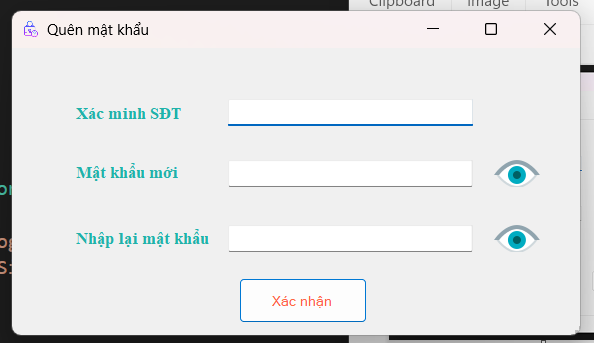 Clipboard
Image
Tools
Quên mật khẩu
Xác minh SĐT
Mật khẩu mới
Nhập lại mật khẩu
Xác nhận